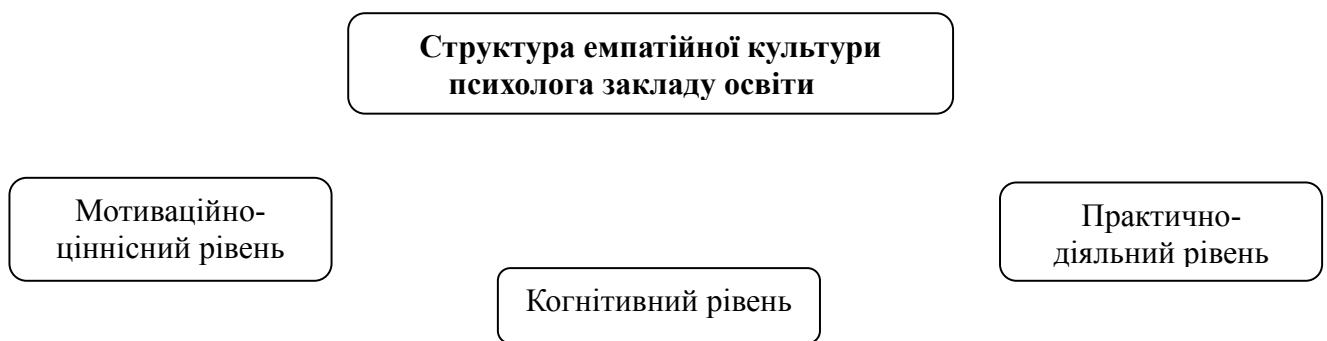 Структура емпатійної культури
психолога закладу освіти
Мотиваційно-
ціннісний рівень
Когнітивний рівень
Практично-
діяльний рівень